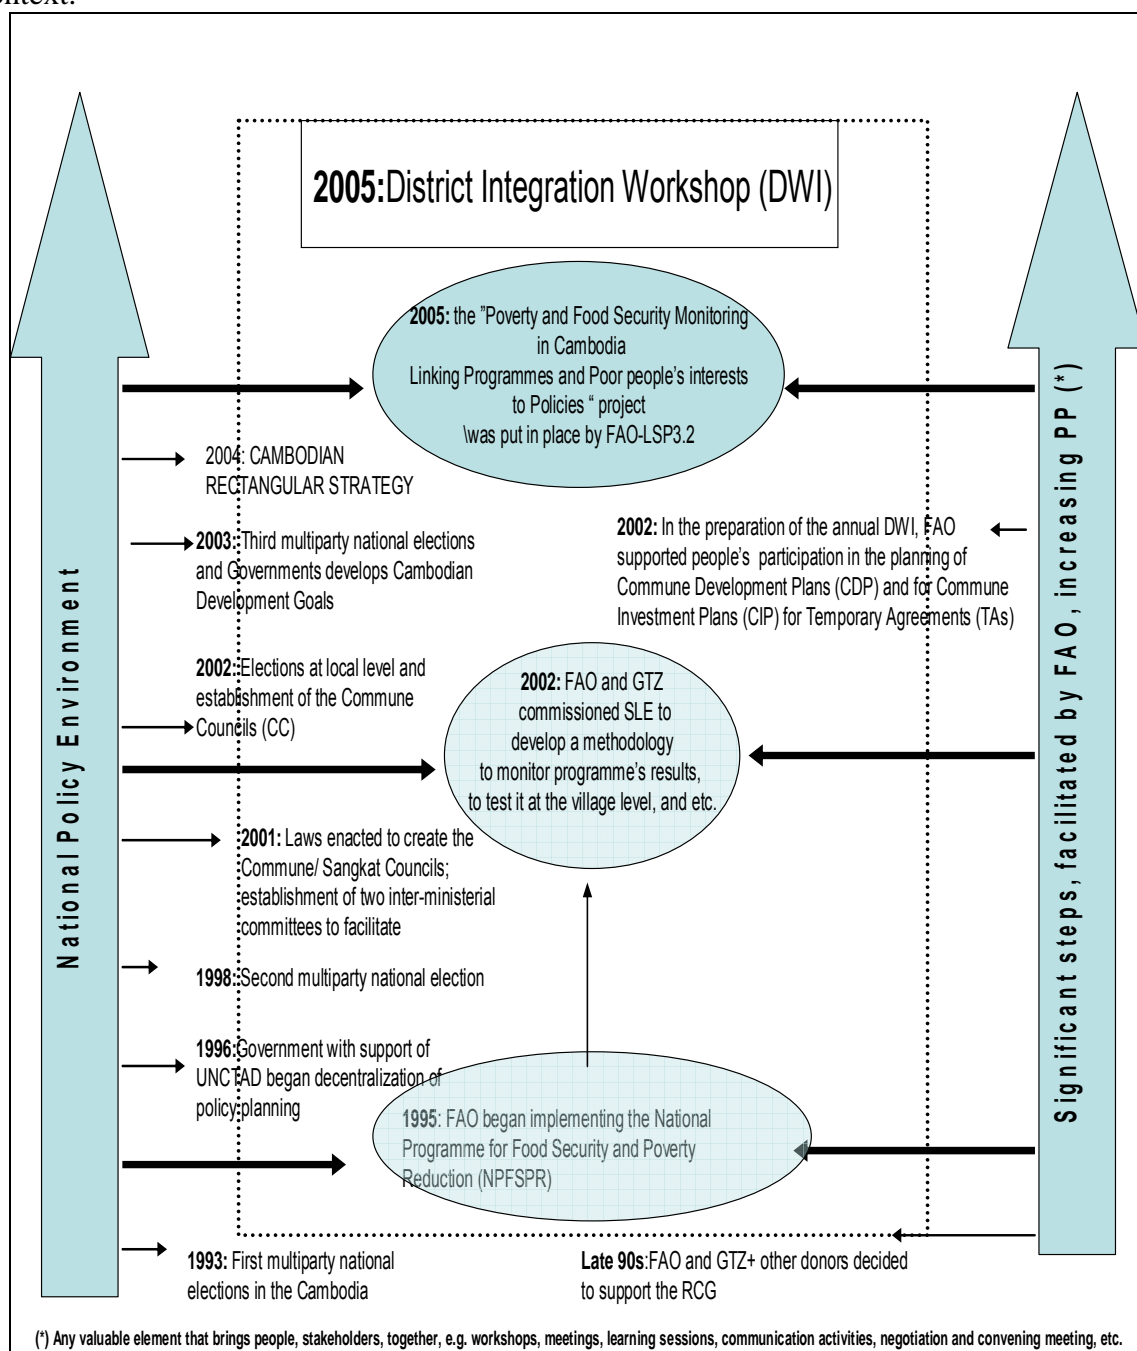 ontext.
2005:District Integration Workshop (DWI)
2005: the "Poverty and Food Security Monitoring
in Cambodia
Linking Programmes and Poor people's interests
to Policies " project
\was put in place by FAO-LSP3.2
2004: CAMBODIAN
RECTANGULAR STRATEGY
2003: Third multiparty national elections
and Governments develops Cambodian
Development Goals
2002: In the preparation of the annual DWI, FAO
supported people's participation in the planning of
Commune Development Plans (CDP) and for Commune
Investment Plans (CIP) for Temporary Agreements (TAs)
2002: Elections at local level and
establishment of the Commune
Councils (CC)
2002: FAO and GTZ
commissioned SLE to
develop a methodology
to monitor programme's results,
to test it at the village level, and etc.
2001: Laws enacted to create the
Commune/ Sangkat Councils;
establishment of two inter-ministerial
committees to facilitate
1998: Second multiparty national election
1996:Government with support of
UNCTAD began decentralization of
policy planning
1995: FAO began implementing the National
Programme for Food Security and Poverty
Reduction (NPFSPR)
1993: First multiparty national
elections in the Cambodia
Late 90s:FAO and GTZ+ other donors decided
to support the RCG
National Policy Environment
Significant steps, facilitated by FAO, increasing PP (*)
(*) Any valuable element that brings people, stakeholders, together, e.g. workshops, meetings, learning sessions, communication activities, negotiation and convening meeting, etc.